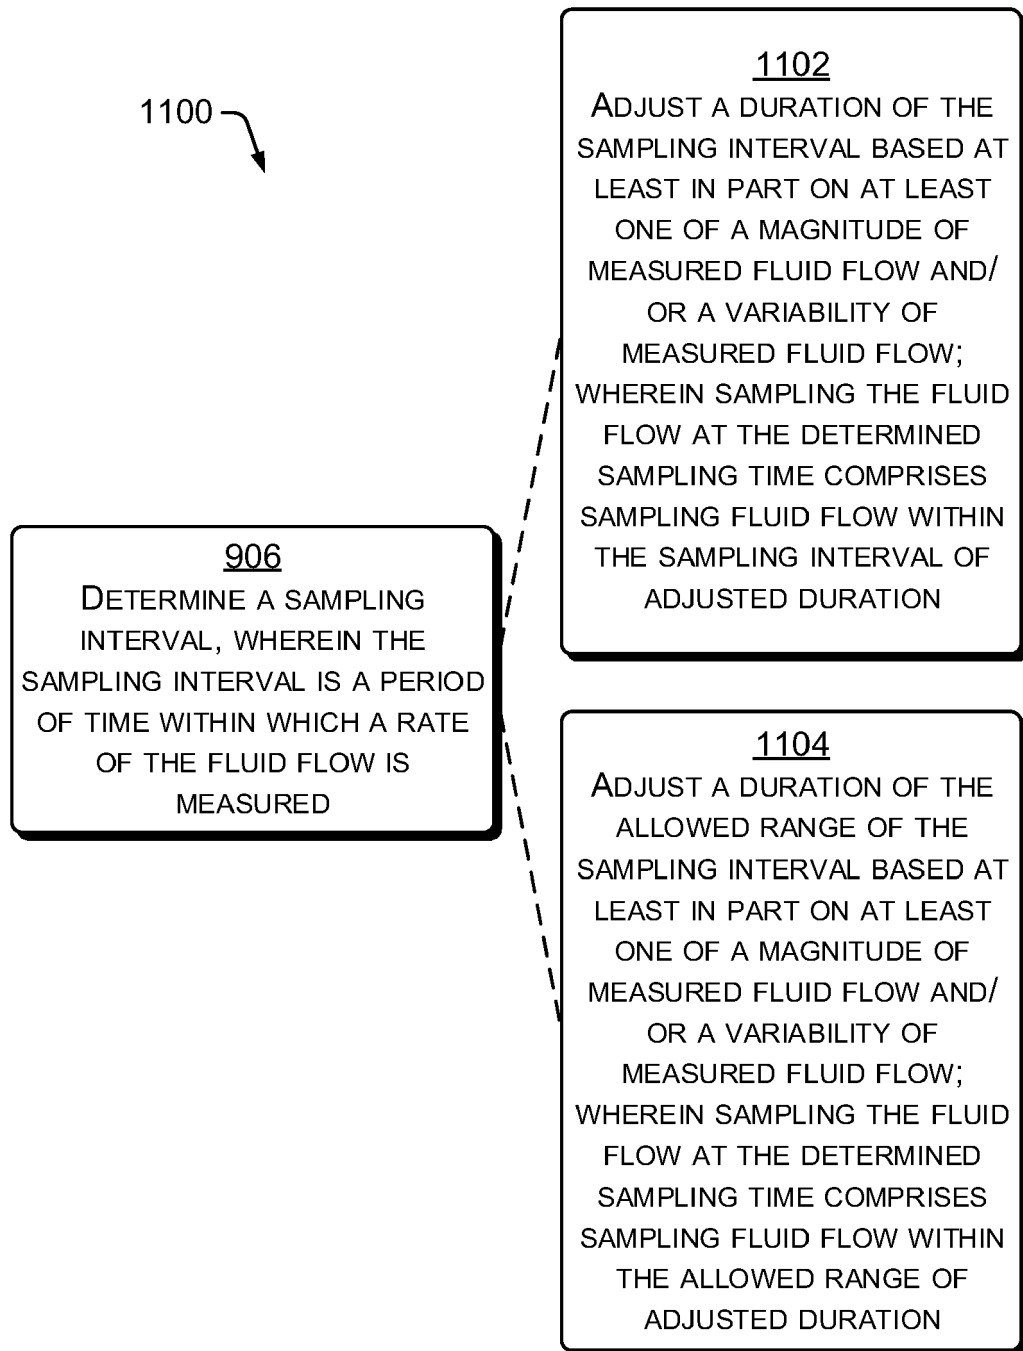 1100
1102
ADJUST A DURATION OF THE
SAMPLING INTERVAL BASED AT
LEAST IN PART ON AT LEAST
ONE OF A MAGNITUDE OF
MEASURED FLUID FLOW AND/
OR A VARIABILITY OF
MEASURED FLUID FLOW;
WHEREIN SAMPLING THE FLUID
FLOW AT THE DETERMINED
SAMPLING TIME COMPRISES
SAMPLING FLUID FLOW WITHIN
THE SAMPLING INTERVAL OF
ADJUSTED DURATION
906
DETERMINE A SAMPLING
INTERVAL, WHEREIN THE
SAMPLING INTERVAL IS A PERIOD
OF TIME WITHIN WHICH A RATE
OF THE FLUID FLOW IS
MEASURED
1104
ADJUST A DURATION OF THE
ALLOWED RANGE OF THE
SAMPLING INTERVAL BASED AT
LEAST IN PART ON AT LEAST
ONE OF A MAGNITUDE OF
MEASURED FLUID FLOW AND/
OR A VARIABILITY OF
MEASURED FLUID FLOW;
WHEREIN SAMPLING THE FLUID
FLOW AT THE DETERMINED
SAMPLING TIME COMPRISES
SAMPLING FLUID FLOW WITHIN
THE ALLOWED RANGE OF
ADJUSTED DURATION